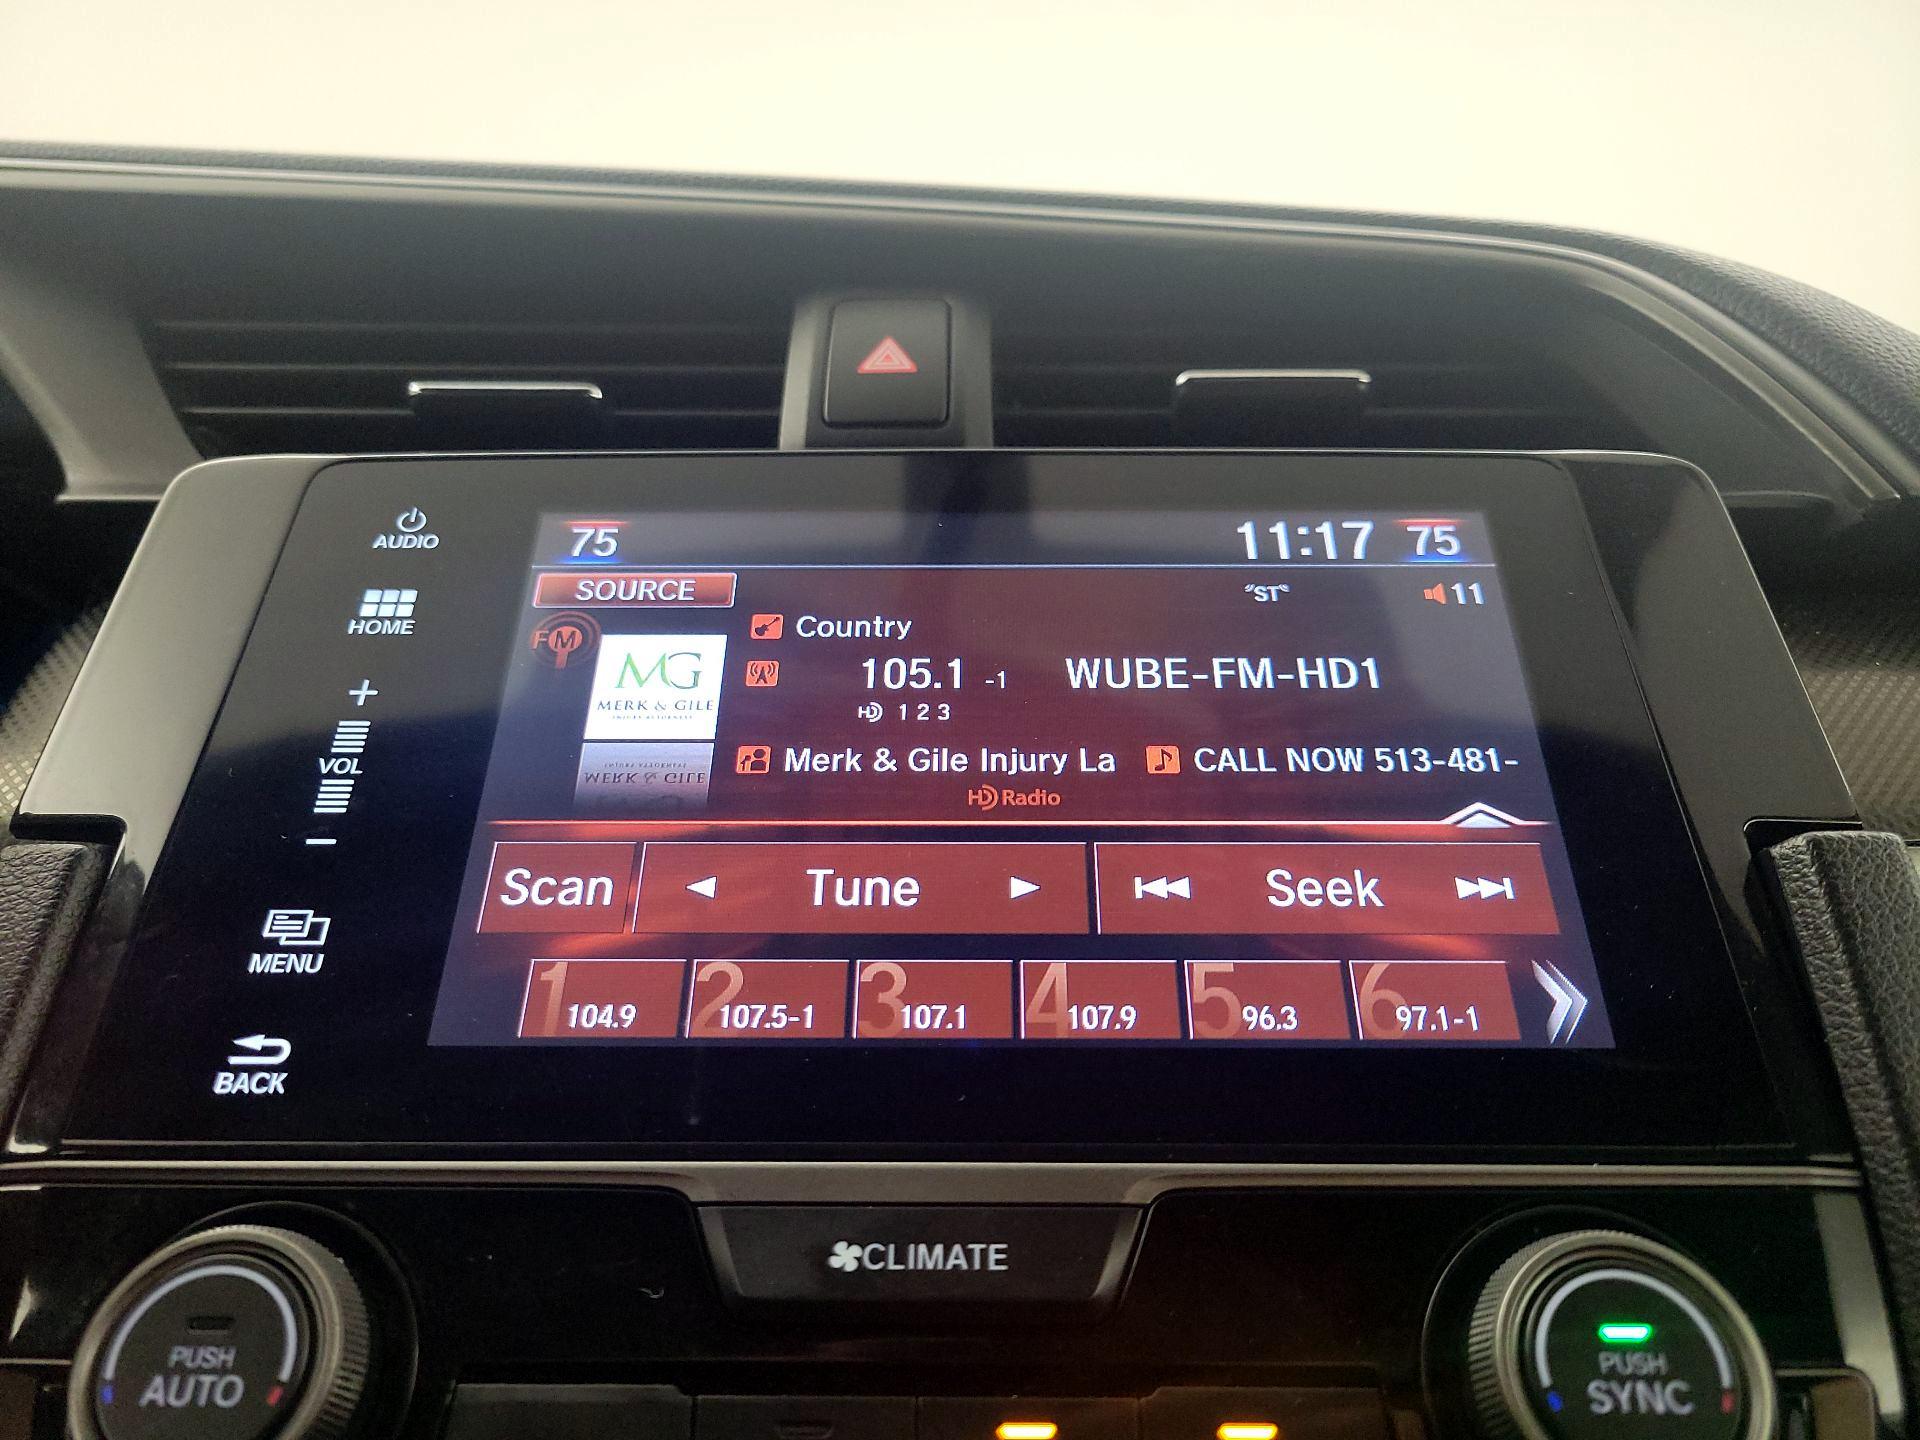 AUDIO
HOME
+
VOL
−
MENU
BACK
75 11:17 75
SOURCE "ST" 11
FM
MG
MERK & GILE
INJURY ATTORNEYS
Country
105.1 -1 WUBE-FM-HD1
HD 1 2 3
Merk & Gile Injury La CALL NOW 513-481-
HD Radio
Scan ◄ Tune ► Seek
1 104.9 2 107.5-1 3 107.1 4 107.9 5 96.3 6 97.1-1
CLIMATE
PUSH
AUTO
PUSH
SYNC